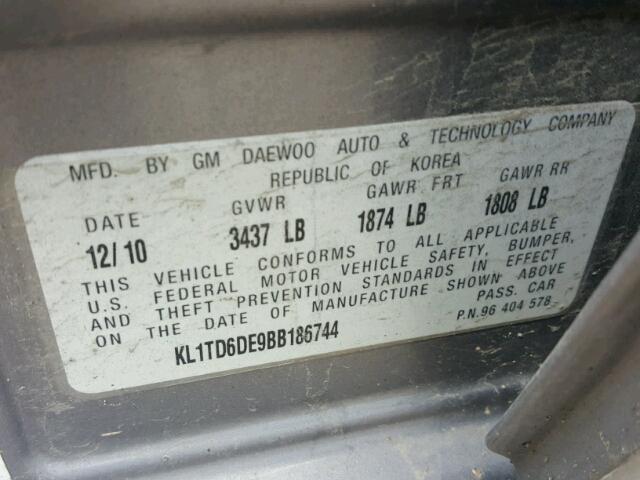 MFD. BY GM DAEWOO AUTO & TECHNOLOGY COMPANY
REPUBLIC OF KOREA
DATE GVWR GAWR FRT GAWR RR
12/10 3437 LB 1874 LB 1808 LB
THIS VEHICLE CONFORMS TO ALL APPLICABLE
U.S. FEDERAL MOTOR VEHICLE SAFETY, BUMPER,
AND THEFT PREVENTION STANDARDS IN EFFECT
ON THE DATE OF MANUFACTURE SHOWN ABOVE
PASS. CAR
KL1TD6DE9BB186744 P.N.96 404 578